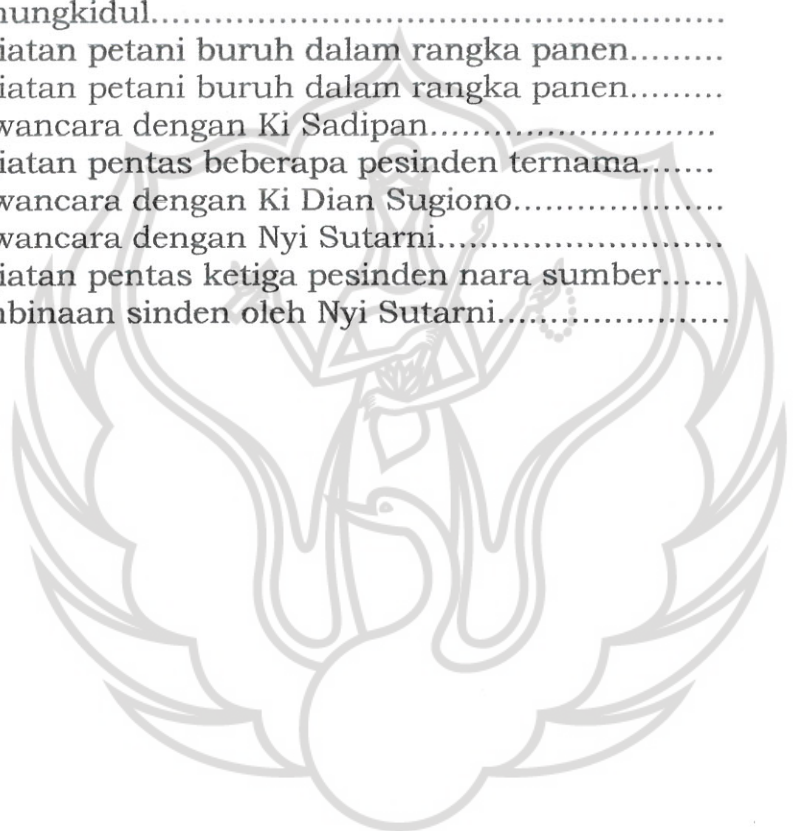 nungkidul.......................................................
iatan petani buruh dalam rangka panen.........
iatan petani buruh dalam rangka panen.........
wancara dengan Ki Sadipan...........................
iatan pentas beberapa pesinden ternama.......
wancara dengan Ki Dian Sugiono....................
wancara dengan Nyi Sutarni...........................
iatan pentas ketiga pesinden nara sumber......
nbinaan sinden oleh Nyi Sutarni......................